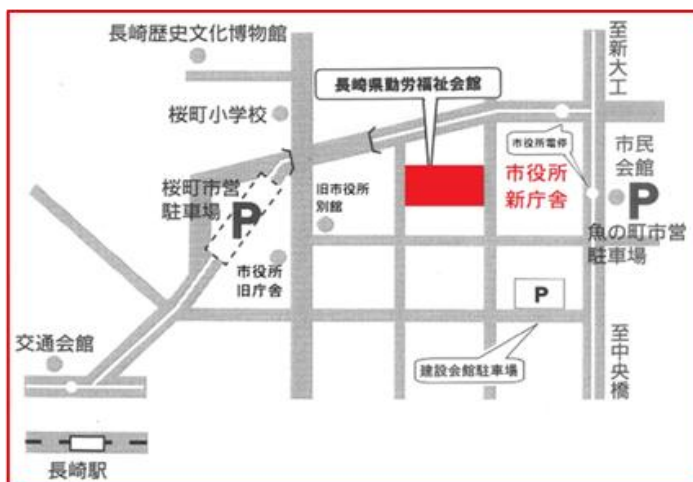 長崎歴史文化博物館
桜町小学校
長崎県勤労福祉会館
至新大工
市役所電停
市民
会館
P
魚の町市営
駐車場
市役所
新庁舎
桜町市営
駐車場
P
旧市役所
別館
市役所
旧庁舎
P
建設会館駐車場
至中央橋
交通会館
長崎駅